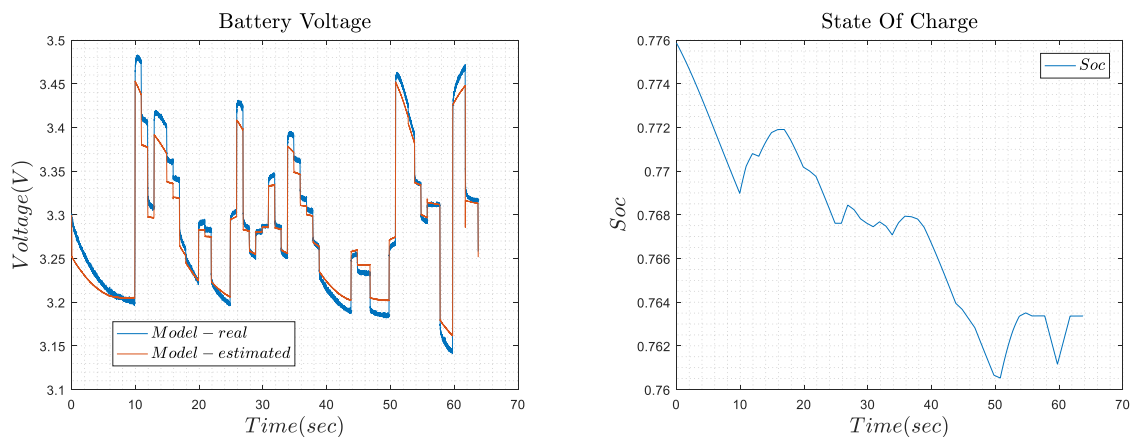 Battery Voltage
3.5
3.45
3.4
3.35
3.3
3.25
3.2
3.15
3.1
Voltage(V)
Model − real
Model − estimated
0 10 20 30 40 50 60 70
Time(sec)
State Of Charge
0.776
0.774
0.772
0.77
0.768
0.766
0.764
0.762
0.76
Soc
Soc
0 10 20 30 40 50 60 70
Time(sec)